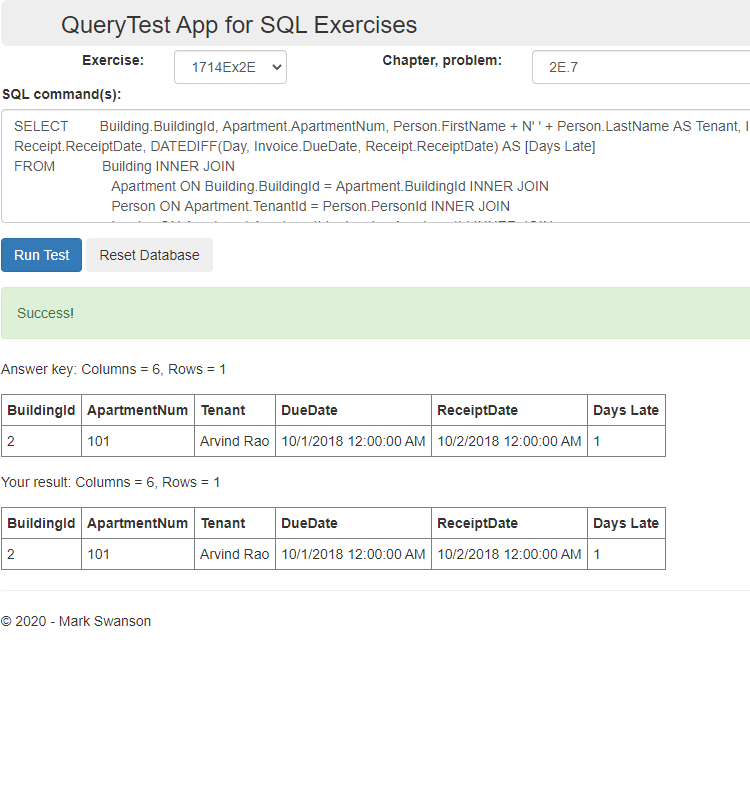 QueryTest App for SQL Exercises
Exercise: 1714Ex2E Chapter, problem: 2E.7
SQL command(s):
SELECT Building.BuildingId, Apartment.ApartmentNum, Person.FirstName + N' ' + Person.LastName AS Tenant,
Receipt.ReceiptDate, DATEDIFF(Day, Invoice.DueDate, Receipt.ReceiptDate) AS [Days Late]
FROM Building INNER JOIN
Apartment ON Building.BuildingId = Apartment.BuildingId INNER JOIN
Person ON Apartment.TenantId = Person.PersonId INNER JOIN
Run Test Reset Database
Success!
Answer key: Columns = 6, Rows = 1
BuildingId ApartmentNum Tenant DueDate ReceiptDate Days Late
2 101 Arvind Rao 10/1/2018 12:00:00 AM 10/2/2018 12:00:00 AM 1
Your result: Columns = 6, Rows = 1
BuildingId ApartmentNum Tenant DueDate ReceiptDate Days Late
2 101 Arvind Rao 10/1/2018 12:00:00 AM 10/2/2018 12:00:00 AM 1
© 2020 - Mark Swanson